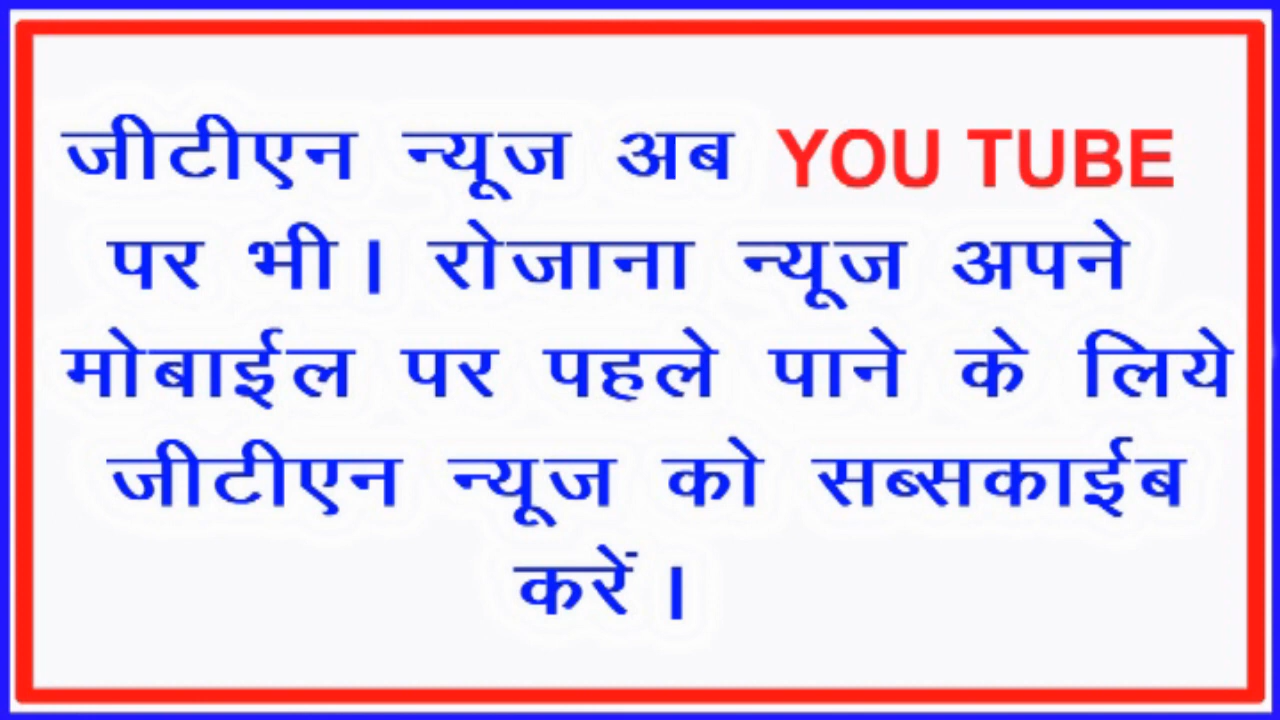 जीटीएन न्यूज अब YOU TUBE
पर भी। रोजाना न्यूज अपने
मोबाईल पर पहले पाने के लिये
जीटीएन न्यूज को सब्सकाईब
करें।